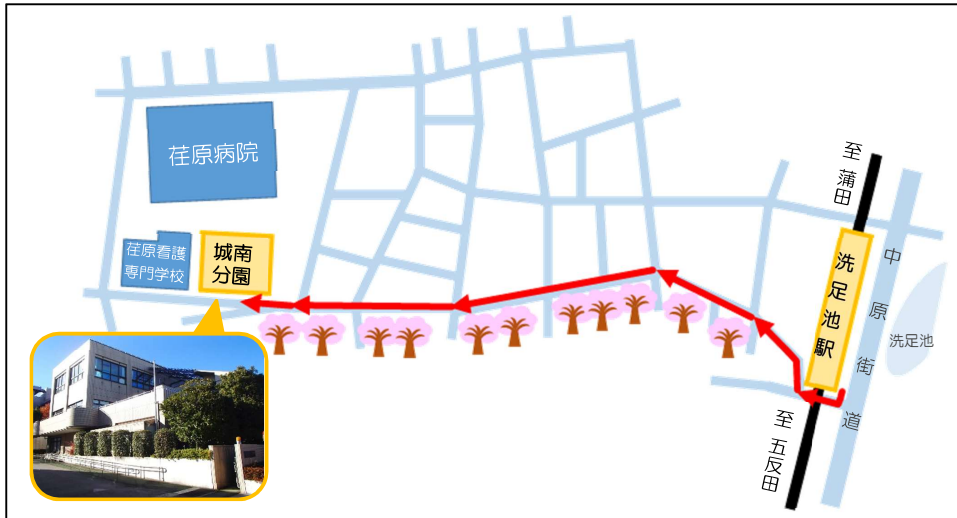 荏原病院
荏原看護
専門学校
城南
分園
至 蒲田
洗足池駅
中原街道
洗足池
至 五反田